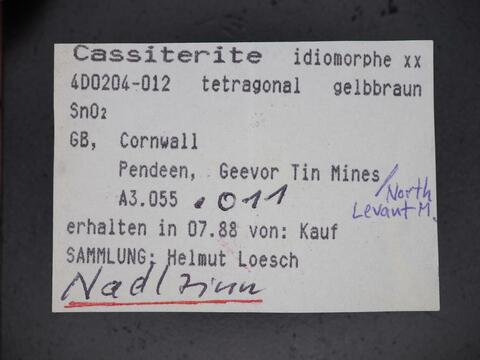 Cassiterite idiomorphe xx
4D0204-012 tetragonal gelbbraun
SnO₂
GB, Cornwall
Pendeen, Geevor Tin Mines
/North
Levant M.
A3.055 .011
erhalten in 07.88 von: Kauf
SAMMLUNG: Helmut Loesch
Nadlzinn